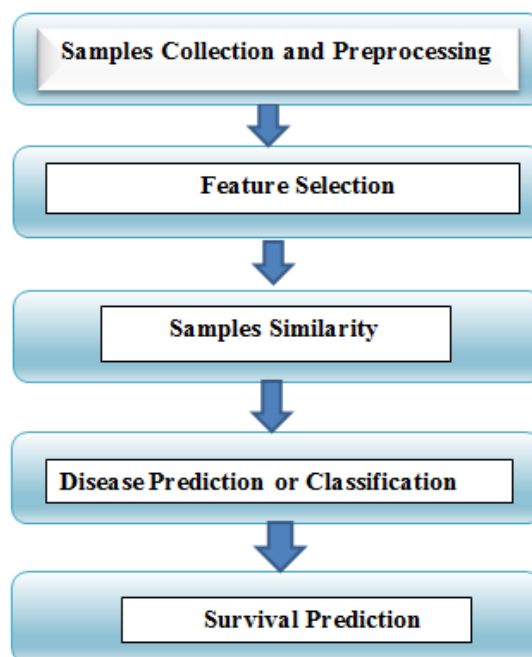 Samples Collection and Preprocessing
Feature Selection
Samples Similarity
Disease Prediction or Classification
Survival Prediction